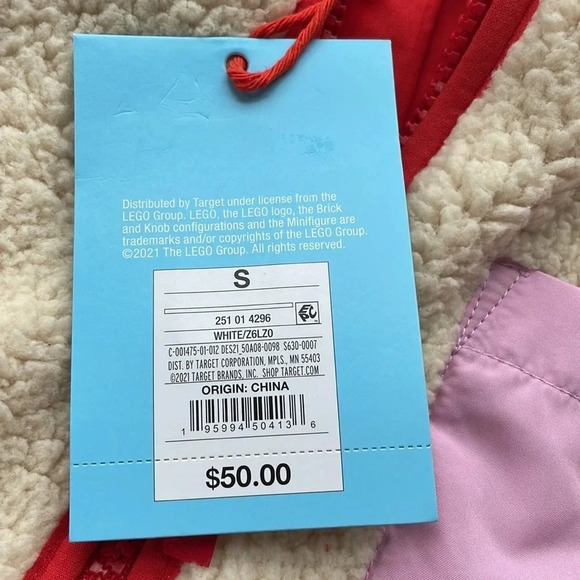 Distributed by Target under license from the
LEGO Group. LEGO, the LEGO logo, the Brick
and Knob configurations and the Minifigure are
trademarks and/or copyrights of the LEGO Group.
©2021 The LEGO Group. All rights reserved.
S
251 01 4296
WHITE/Z6LZ0
C-001475-01-012 DES21_50A08-0098 S630-0007
DIST. BY TARGET CORPORATION, MPLS., MN 55403
©2021 TARGET BRANDS, INC. SHOP TARGET.COM
ORIGIN: CHINA
1 95994 50413 6
$50.00